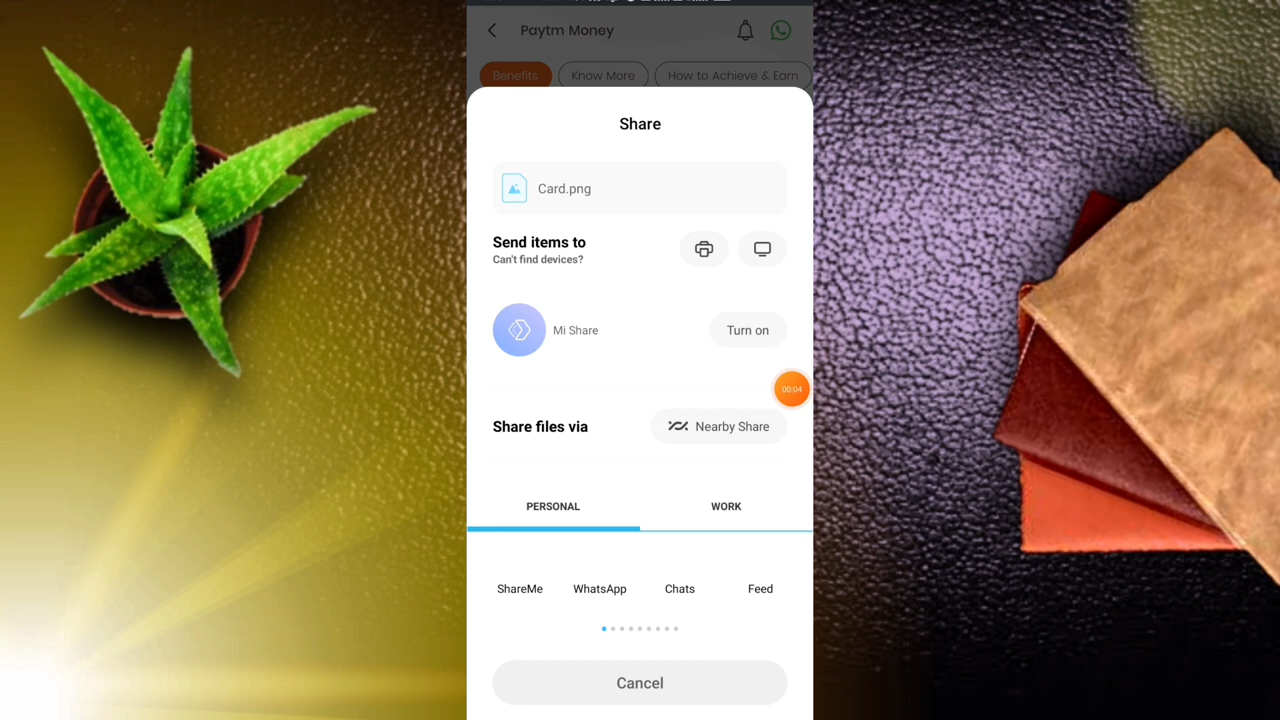 Paytm Money
Benefits
Know More
How to Achieve & Earn
Share
Card.png
Send items to
Can't find devices?
Mi Share
Turn on
00:04
Share files via
Nearby Share
PERSONAL
WORK
ShareMe
WhatsApp
Chats
Feed
Cancel